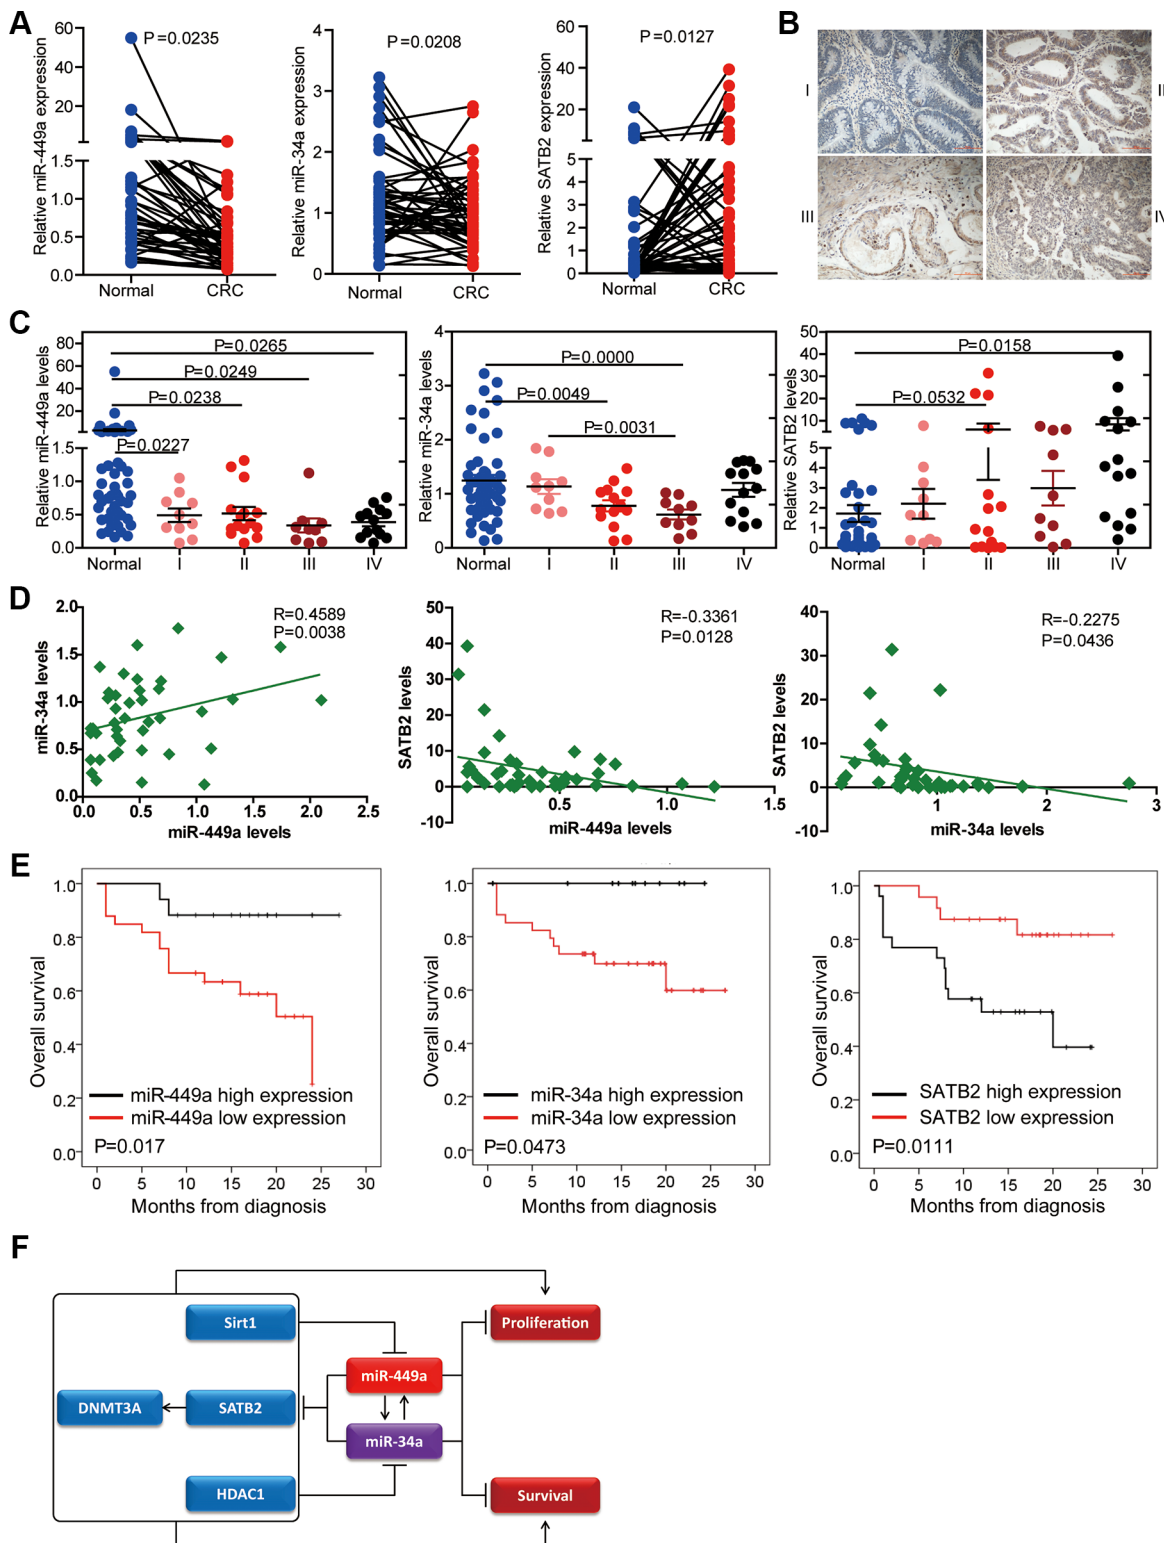 A
Relative miR-449a expression
60
40
20
1.5
1.0
0.5
0.0
P=0.0235
Normal
CRC
Relative miR-34a expression
4
3
2
1
0
P=0.0208
Normal
CRC
Relative SATB2 expression
60
40
20
5
4
3
2
1
0
P=0.0127
Normal
CRC
B
I
II
III
IV
C
Relative miR-449a levels
80
60
40
20
1.5
1.0
0.5
0.0
P=0.0265
P=0.0249
P=0.0238
P=0.0227
Normal I II III IV
Relative miR-34a levels
4
3
2
1
0
P=0.0000
P=0.0049
P=0.0031
Normal I II III IV
Relative SATB2 levels
50
40
30
20
10
5
4
3
2
1
0
P=0.0158
P=0.0532
Normal I II III IV
D
miR-34a levels
2.0
1.5
1.0
0.5
0.0
R=0.4589
P=0.0038
0.0 0.5 1.0 1.5 2.0 2.5
miR-449a levels
SATB2 levels
50
40
30
20
10
0
-10
R=-0.3361
P=0.0128
0.5 1.0 1.5
miR-449a levels
SATB2 levels
40
30
20
10
0
-10
R=-0.2275
P=0.0436
1 2 3
miR-34a levels
E
Overall survival
1.0
0.8
0.6
0.4
0.2
0.0
miR-449a high expression
miR-449a low expression
P=0.017
0 5 10 15 20 25 30
Months from diagnosis
Overall survival
1.0
0.8
0.6
0.4
0.2
0.0
miR-34a high expression
miR-34a low expression
P=0.0473
0 5 10 15 20 25 30
Months from diagnosis
Overall survival
1.0
0.8
0.6
0.4
0.2
0.0
SATB2 high expression
SATB2 low expression
P=0.0111
0 5 10 15 20 25 30
Months from diagnosis
F
Sirt1
Proliferation
miR-449a
DNMT3A
SATB2
miR-34a
HDAC1
Survival